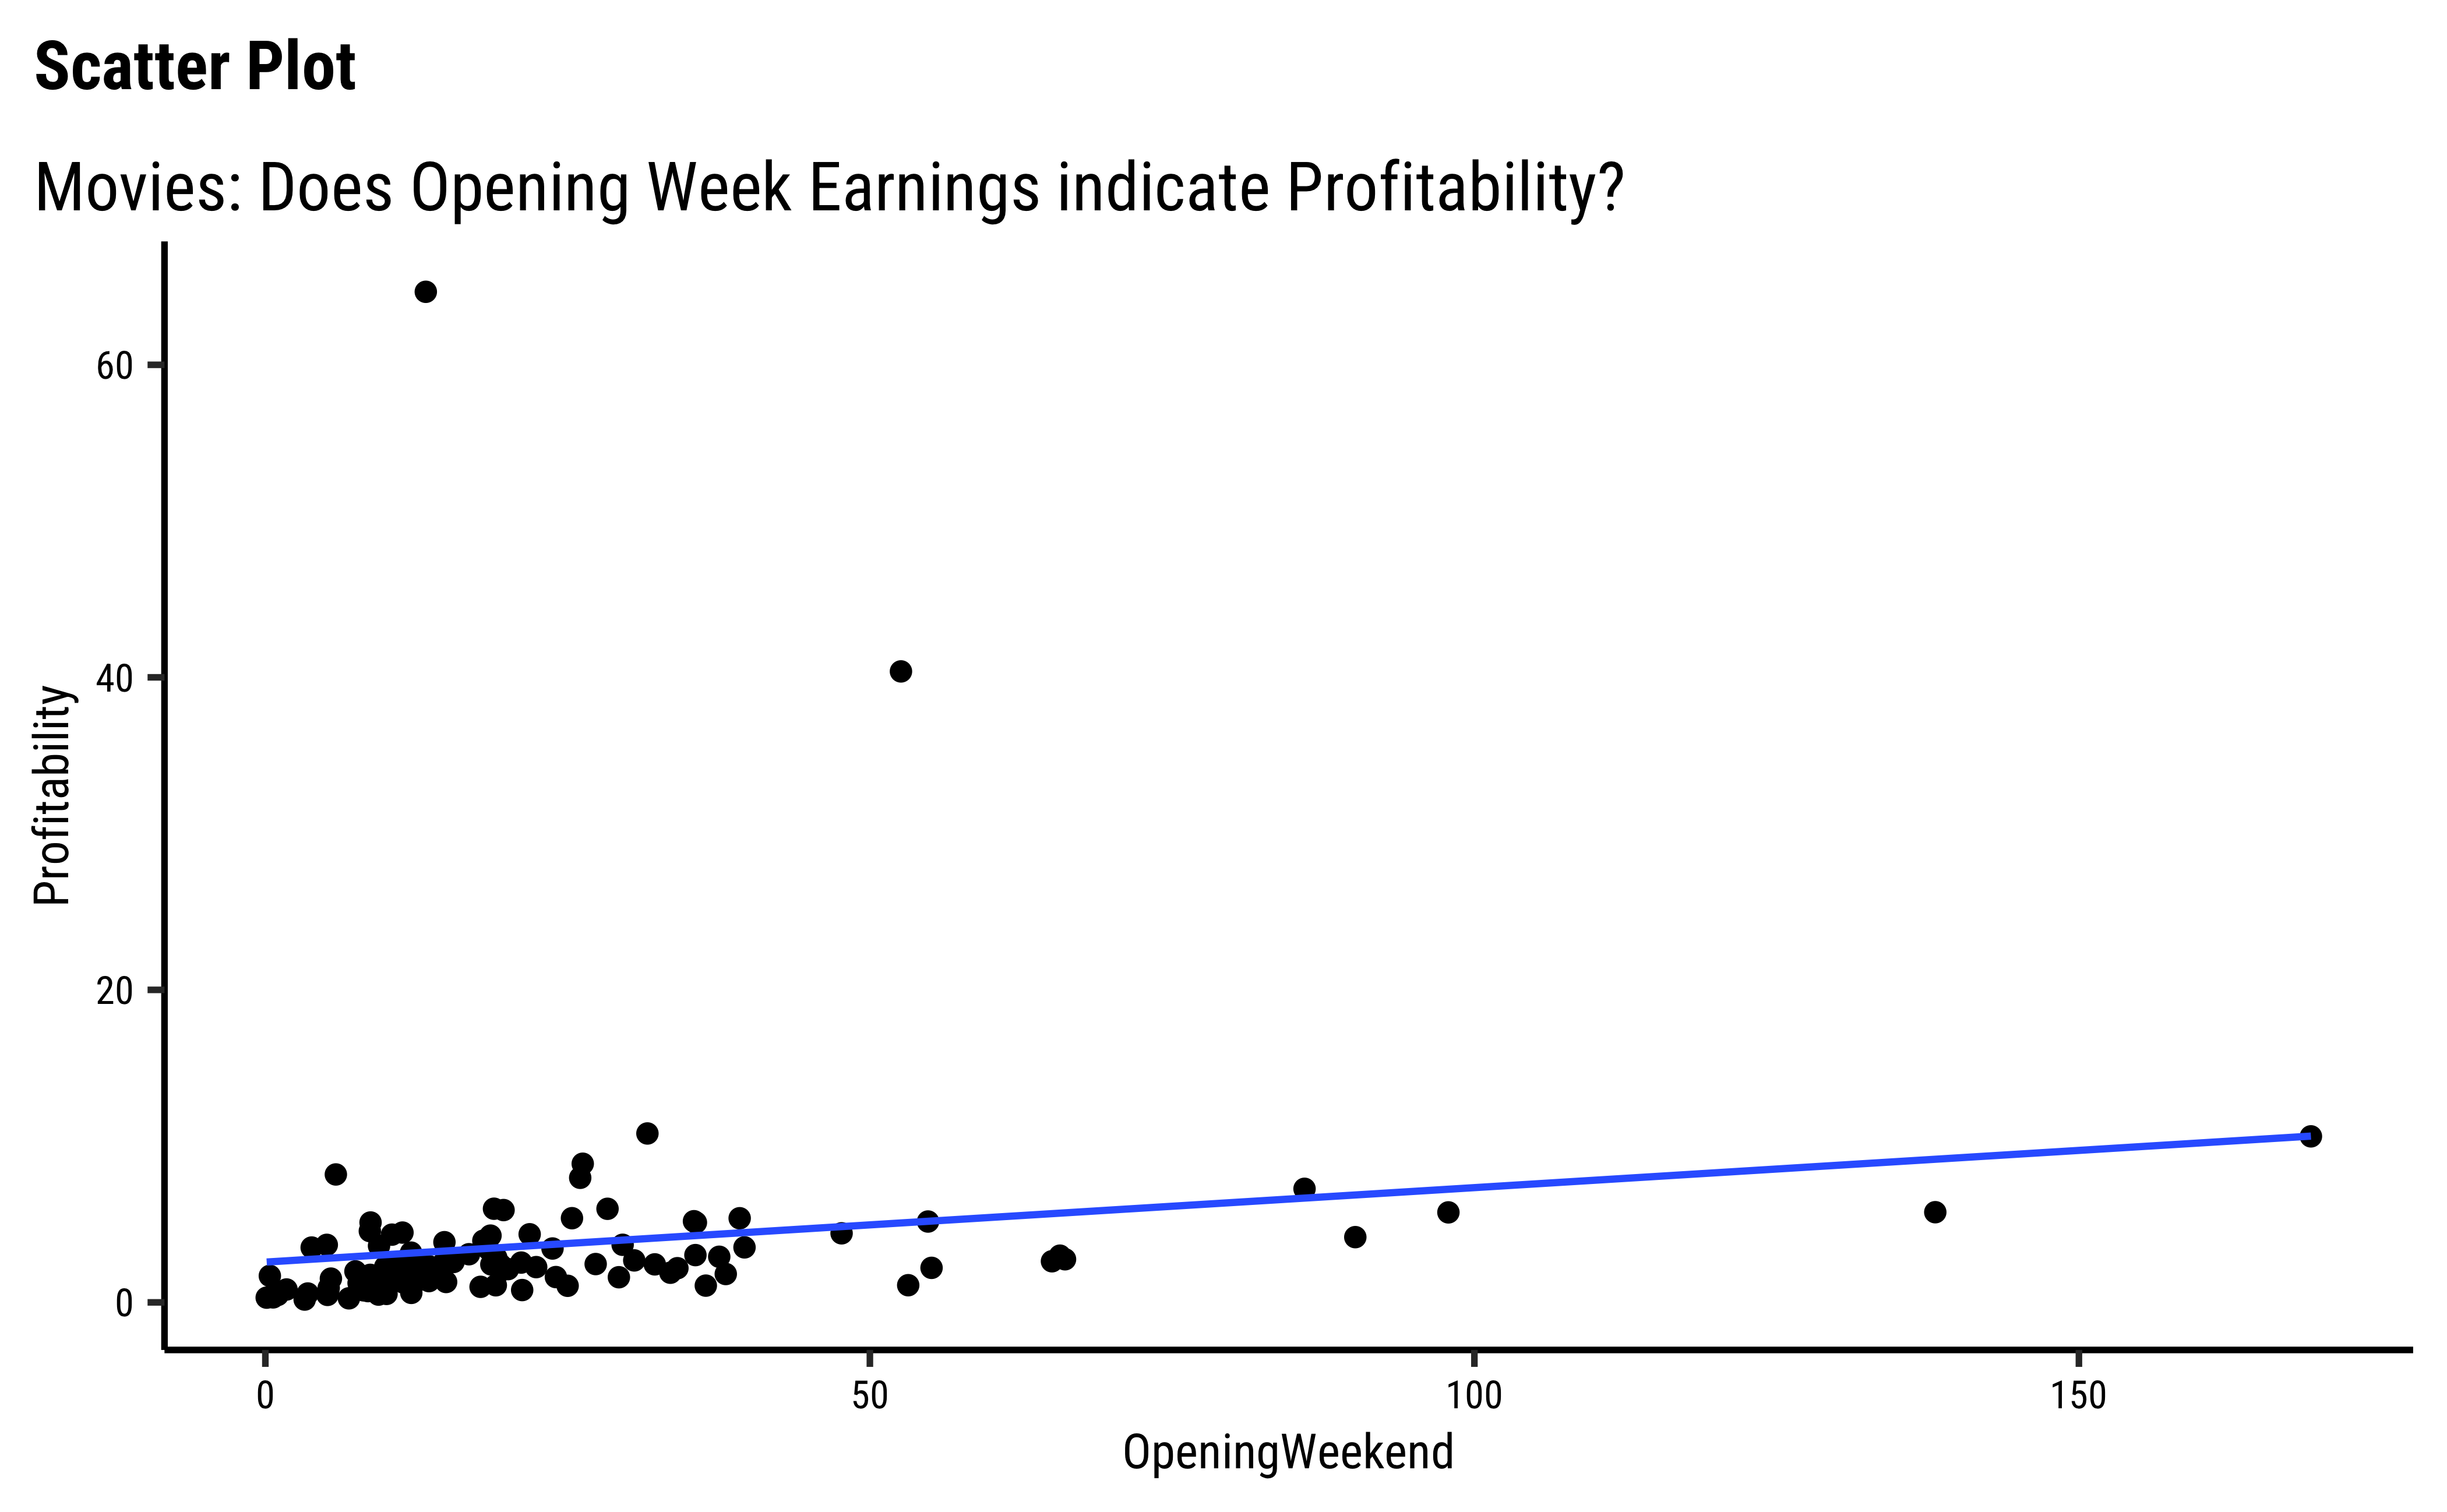 Scatter Plot
Movies: Does Opening Week Earnings indicate Profitability?
60
40
20
0
Profitability
0
50
100
150
OpeningWeekend